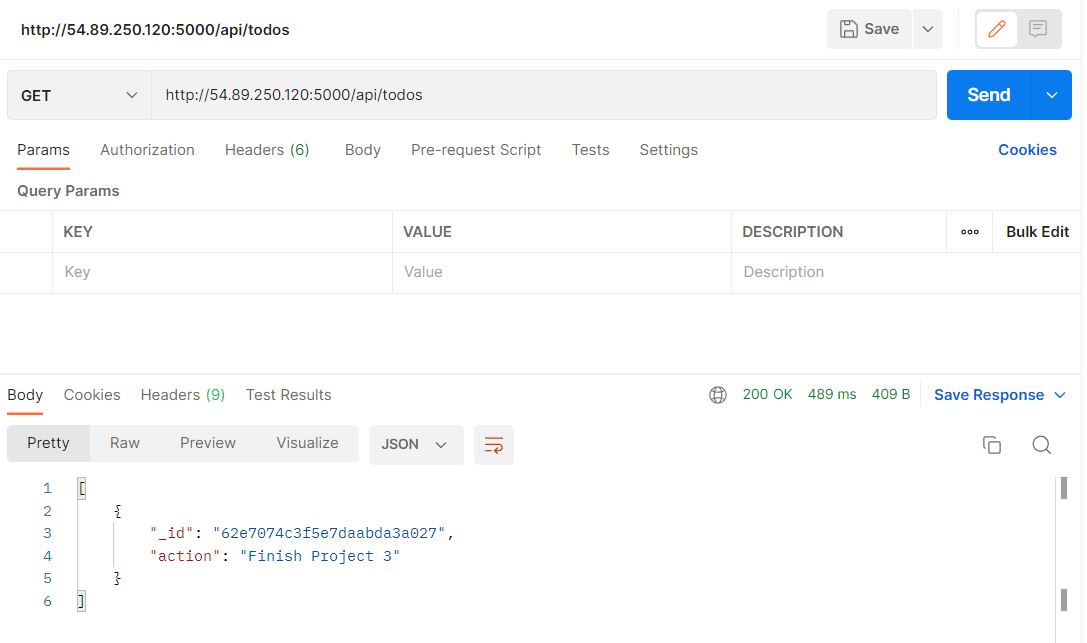 http://54.89.250.120:5000/api/todos Save
GET http://54.89.250.120:5000/api/todos Send
Params Authorization Headers (6) Body Pre-request Script Tests Settings Cookies
Query Params
KEY VALUE DESCRIPTION ooo Bulk Edit
Key Value Description
Body Cookies Headers (9) Test Results 200 OK 489 ms 409 B Save Response
Pretty Raw Preview Visualize JSON
1 [
2 {
3 "_id": "62e7074c3f5e7daabda3a027",
4 "action": "Finish Project 3"
5 }
6 ]